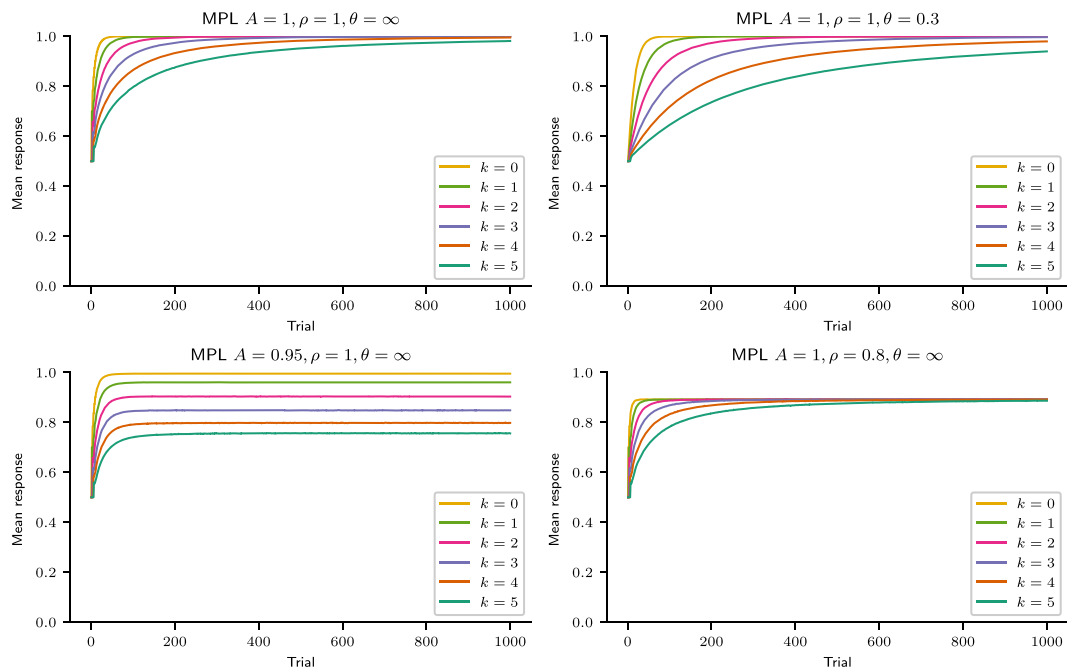 MPL A = 1, ρ = 1, θ = ∞
1.0
0.8
0.6
0.4
0.2
0.0
Mean response
k = 0
k = 1
k = 2
k = 3
k = 4
k = 5
0 200 400 600 800 1000
Trial
MPL A = 1, ρ = 1, θ = 0.3
1.0
0.8
0.6
0.4
0.2
0.0
Mean response
k = 0
k = 1
k = 2
k = 3
k = 4
k = 5
0 200 400 600 800 1000
Trial
MPL A = 0.95, ρ = 1, θ = ∞
1.0
0.8
0.6
0.4
0.2
0.0
Mean response
k = 0
k = 1
k = 2
k = 3
k = 4
k = 5
0 200 400 600 800 1000
Trial
MPL A = 1, ρ = 0.8, θ = ∞
1.0
0.8
0.6
0.4
0.2
0.0
Mean response
k = 0
k = 1
k = 2
k = 3
k = 4
k = 5
0 200 400 600 800 1000
Trial